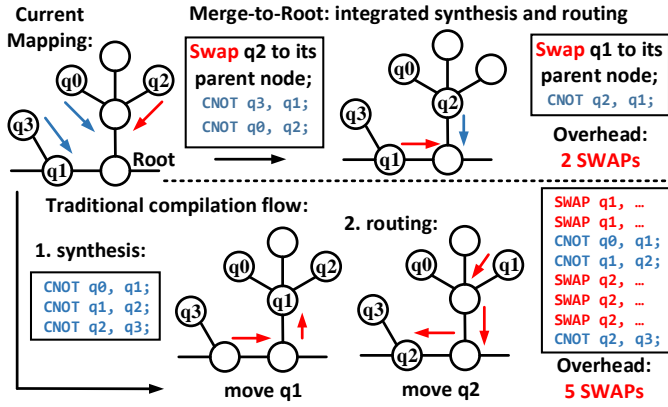 Current
Mapping:
Merge-to-Root: integrated synthesis and routing
q0
q2
q3
q1
Root
Swap q2 to its
parent node;
CNOT q3, q1;
CNOT q0, q2;
q0
q2
q3
q1
Swap q1 to its
parent node;
CNOT q2, q1;
Overhead:
2 SWAPs
Traditional compilation flow:
1. synthesis:
CNOT q0, q1;
CNOT q1, q2;
CNOT q2, q3;
q0
q2
q1
q3
move q1
2. routing:
q0
q1
q3
q2
move q2
SWAP q1, …
SWAP q1, …
CNOT q0, q1;
CNOT q1, q2;
SWAP q2, …
SWAP q2, …
SWAP q2, …
CNOT q2, q3;
Overhead:
5 SWAPs